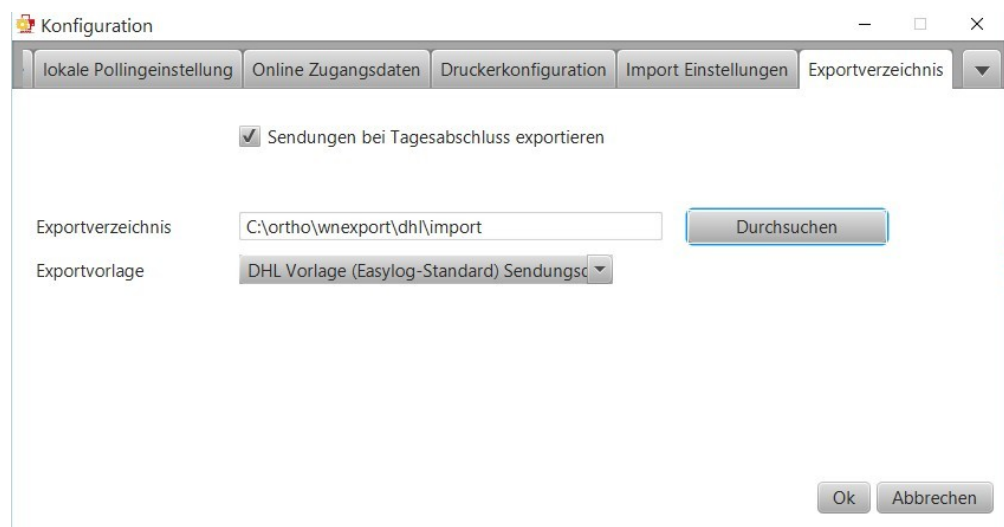 Konfiguration
lokale Pollingeinstellung Online Zugangsdaten Druckerkonfiguration Import Einstellungen Exportverzeichnis
Sendungen bei Tagesabschluss exportieren
Exportverzeichnis C:\ortho\wnexport\dhl\import Durchsuchen
Exportvorlage DHL Vorlage (Easylog-Standard)
Ok Abbrechen